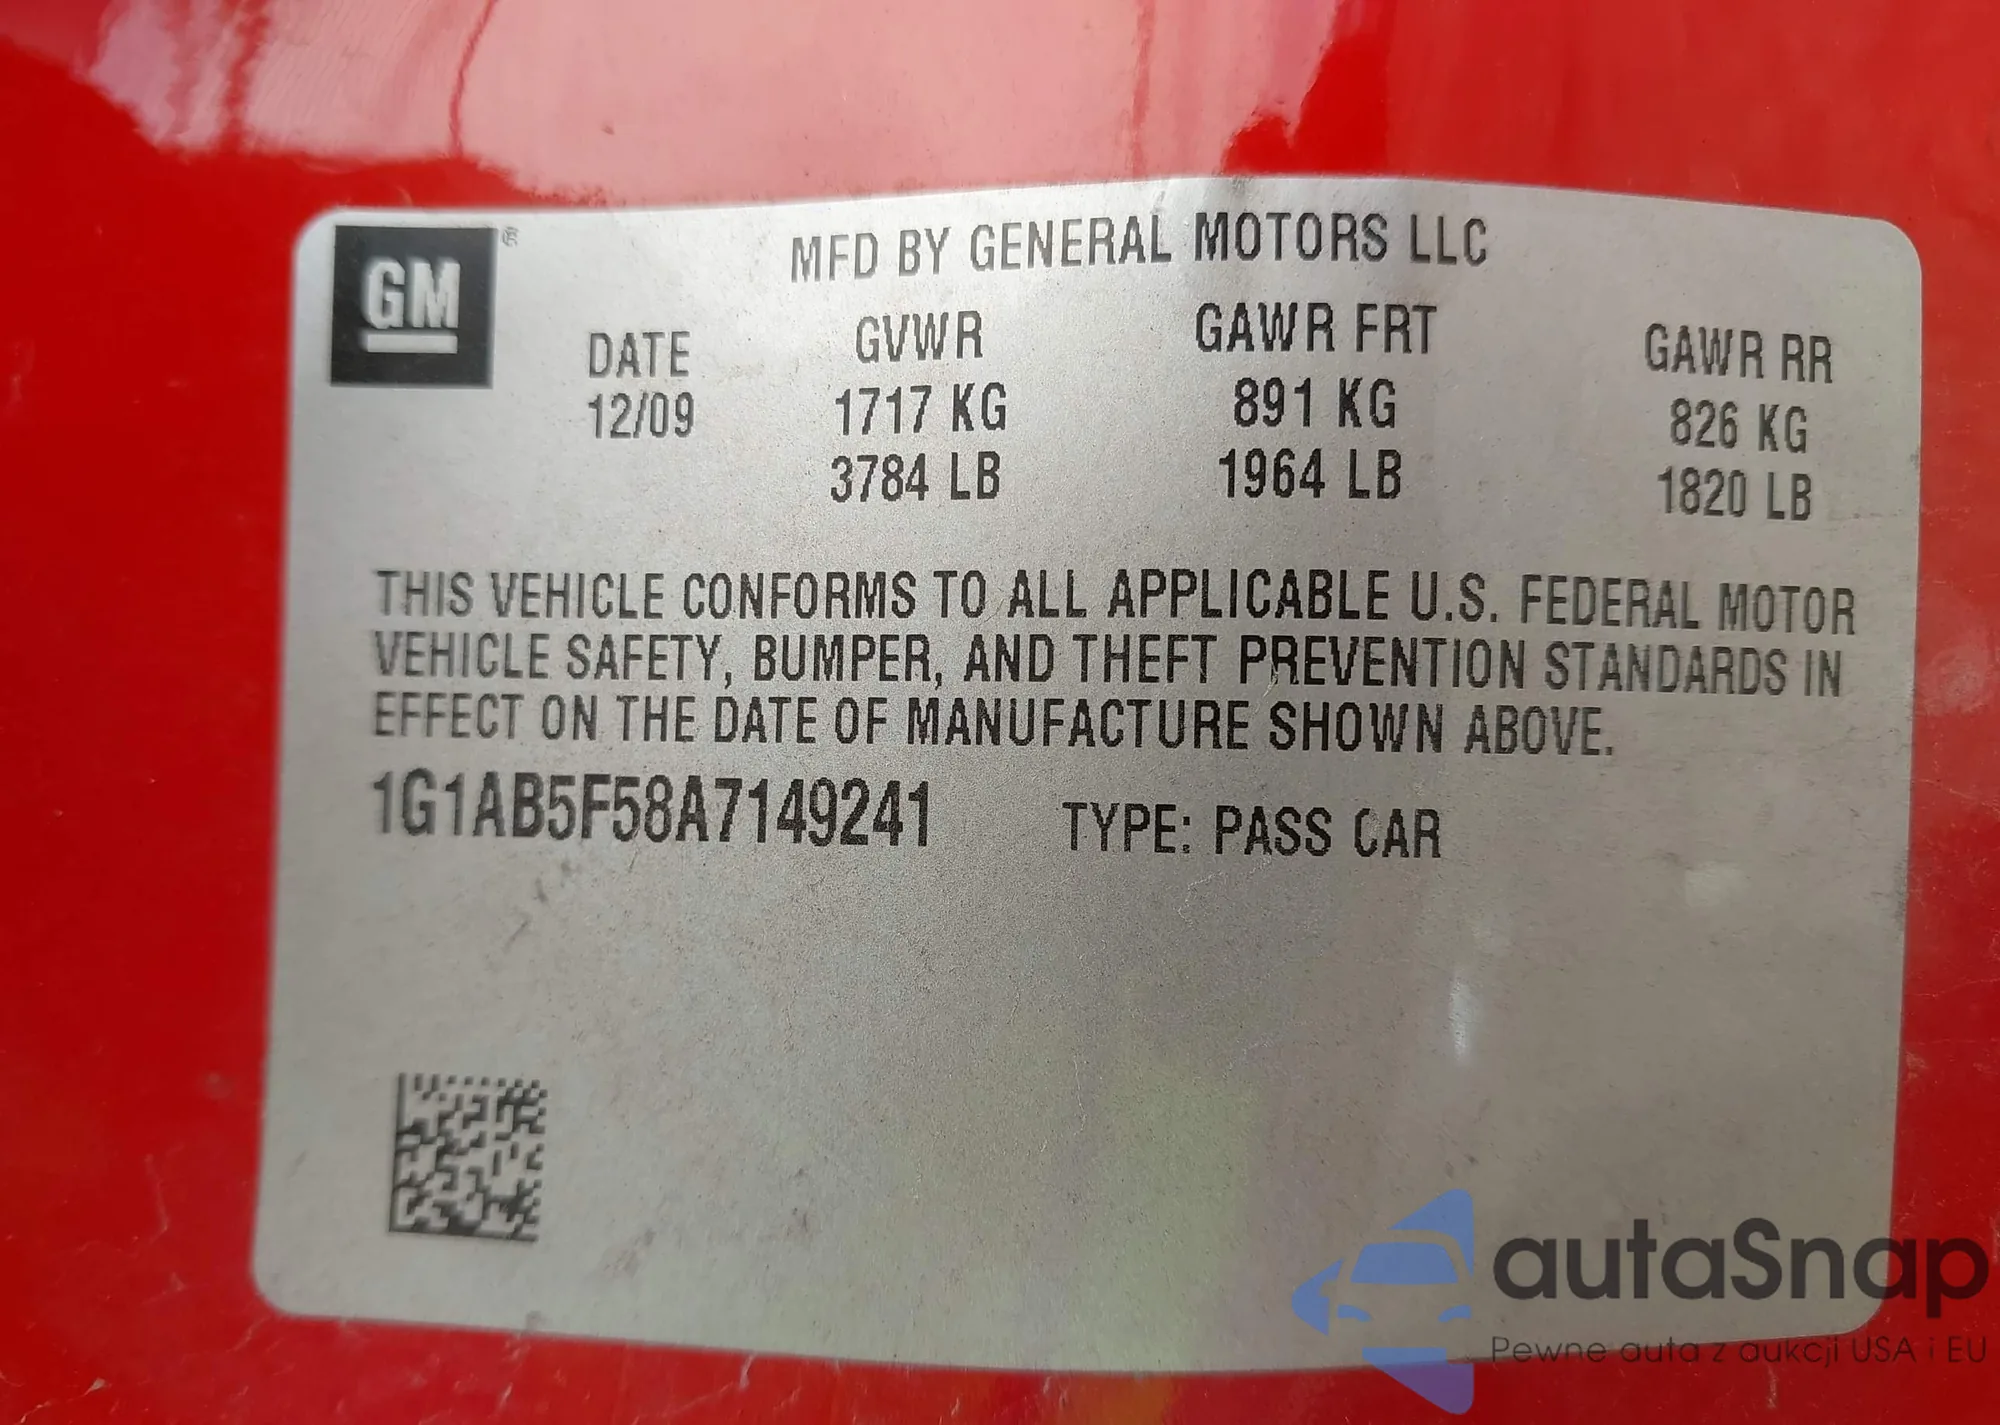 GM ®
MFD BY GENERAL MOTORS LLC
DATE GVWR GAWR FRT GAWR RR
12/09 1717 KG 891 KG 826 KG
3784 LB 1964 LB 1820 LB
THIS VEHICLE CONFORMS TO ALL APPLICABLE U.S. FEDERAL MOTOR
VEHICLE SAFETY, BUMPER, AND THEFT PREVENTION STANDARDS IN
EFFECT ON THE DATE OF MANUFACTURE SHOWN ABOVE.
1G1AB5F58A7149241 TYPE: PASS CAR
autaSnap
Pewne auta z aukcji USA i EU